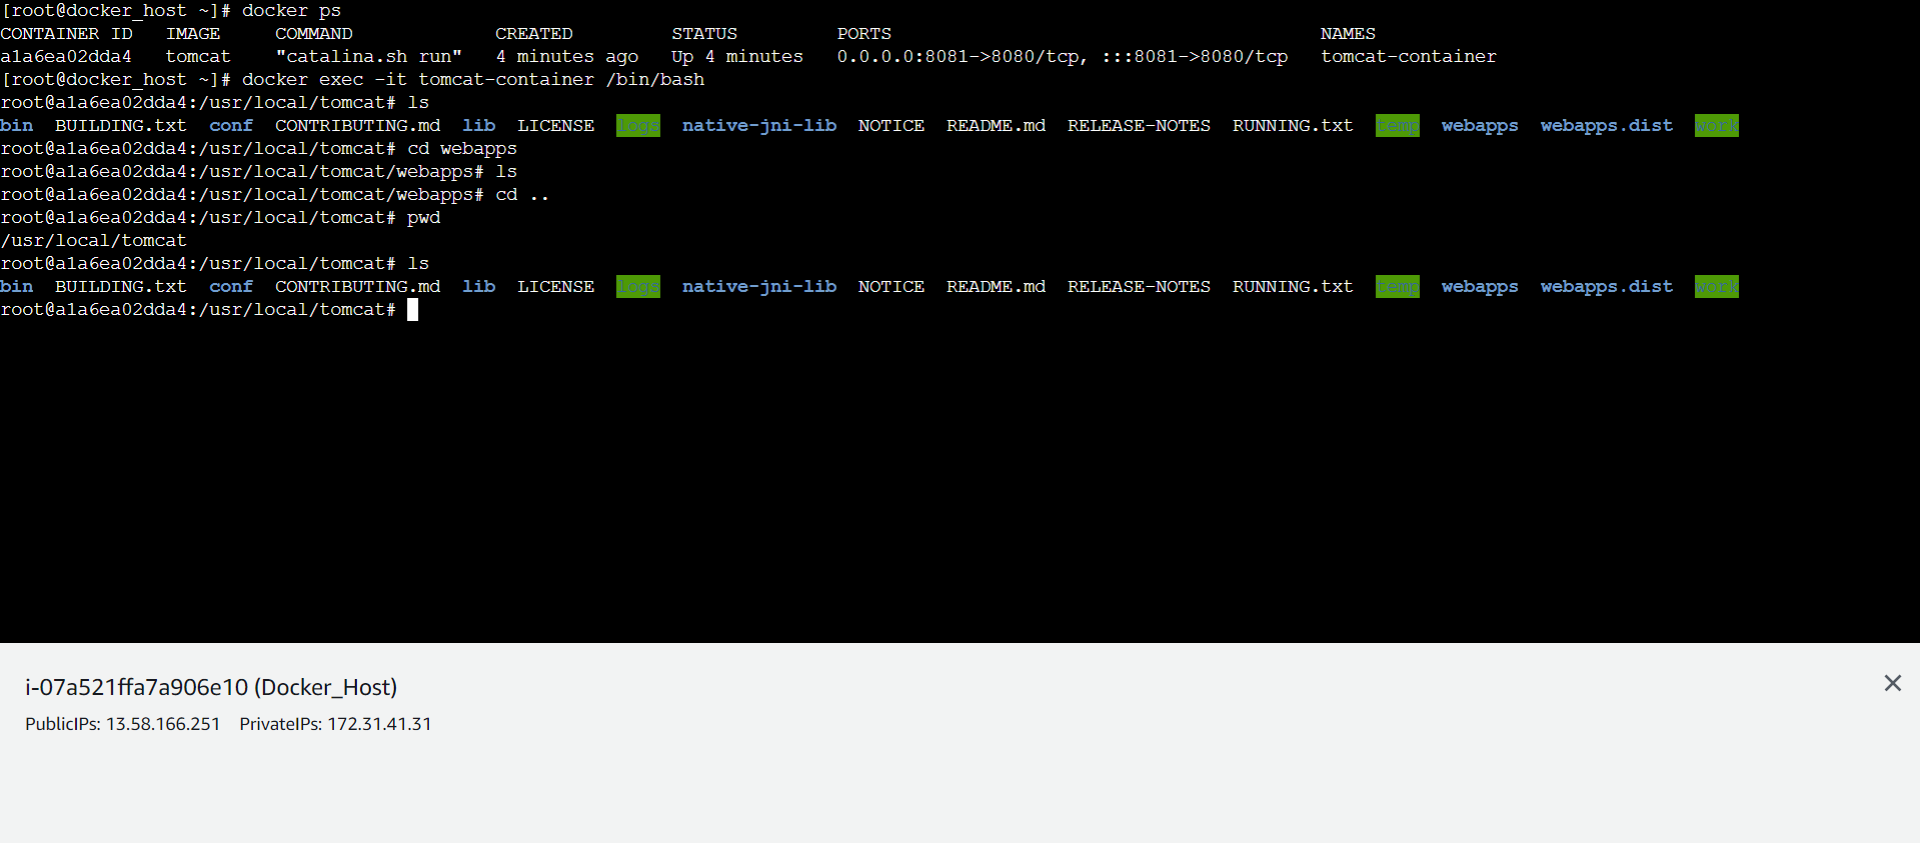 [root@docker_host ~]# docker ps
CONTAINER ID   IMAGE     COMMAND             CREATED         STATUS         PORTS                                       NAMES
a1a6ea02dda4   tomcat    "catalina.sh run"   4 minutes ago   Up 4 minutes   0.0.0.0:8081->8080/tcp, :::8081->8080/tcp   tomcat-container
[root@docker_host ~]# docker exec -it tomcat-container /bin/bash
root@a1a6ea02dda4:/usr/local/tomcat# ls
bin  BUILDING.txt  conf  CONTRIBUTING.md  lib  LICENSE  logs  native-jni-lib  NOTICE  README.md  RELEASE-NOTES  RUNNING.txt  temp  webapps  webapps.dist  work
root@a1a6ea02dda4:/usr/local/tomcat# cd webapps
root@a1a6ea02dda4:/usr/local/tomcat/webapps# ls
root@a1a6ea02dda4:/usr/local/tomcat/webapps# cd ..
root@a1a6ea02dda4:/usr/local/tomcat# pwd
/usr/local/tomcat
root@a1a6ea02dda4:/usr/local/tomcat# ls
bin  BUILDING.txt  conf  CONTRIBUTING.md  lib  LICENSE  logs  native-jni-lib  NOTICE  README.md  RELEASE-NOTES  RUNNING.txt  temp  webapps  webapps.dist  work
root@a1a6ea02dda4:/usr/local/tomcat#
i-07a521ffa7a906e10 (Docker_Host)
PublicIPs: 13.58.166.251   PrivateIPs: 172.31.41.31